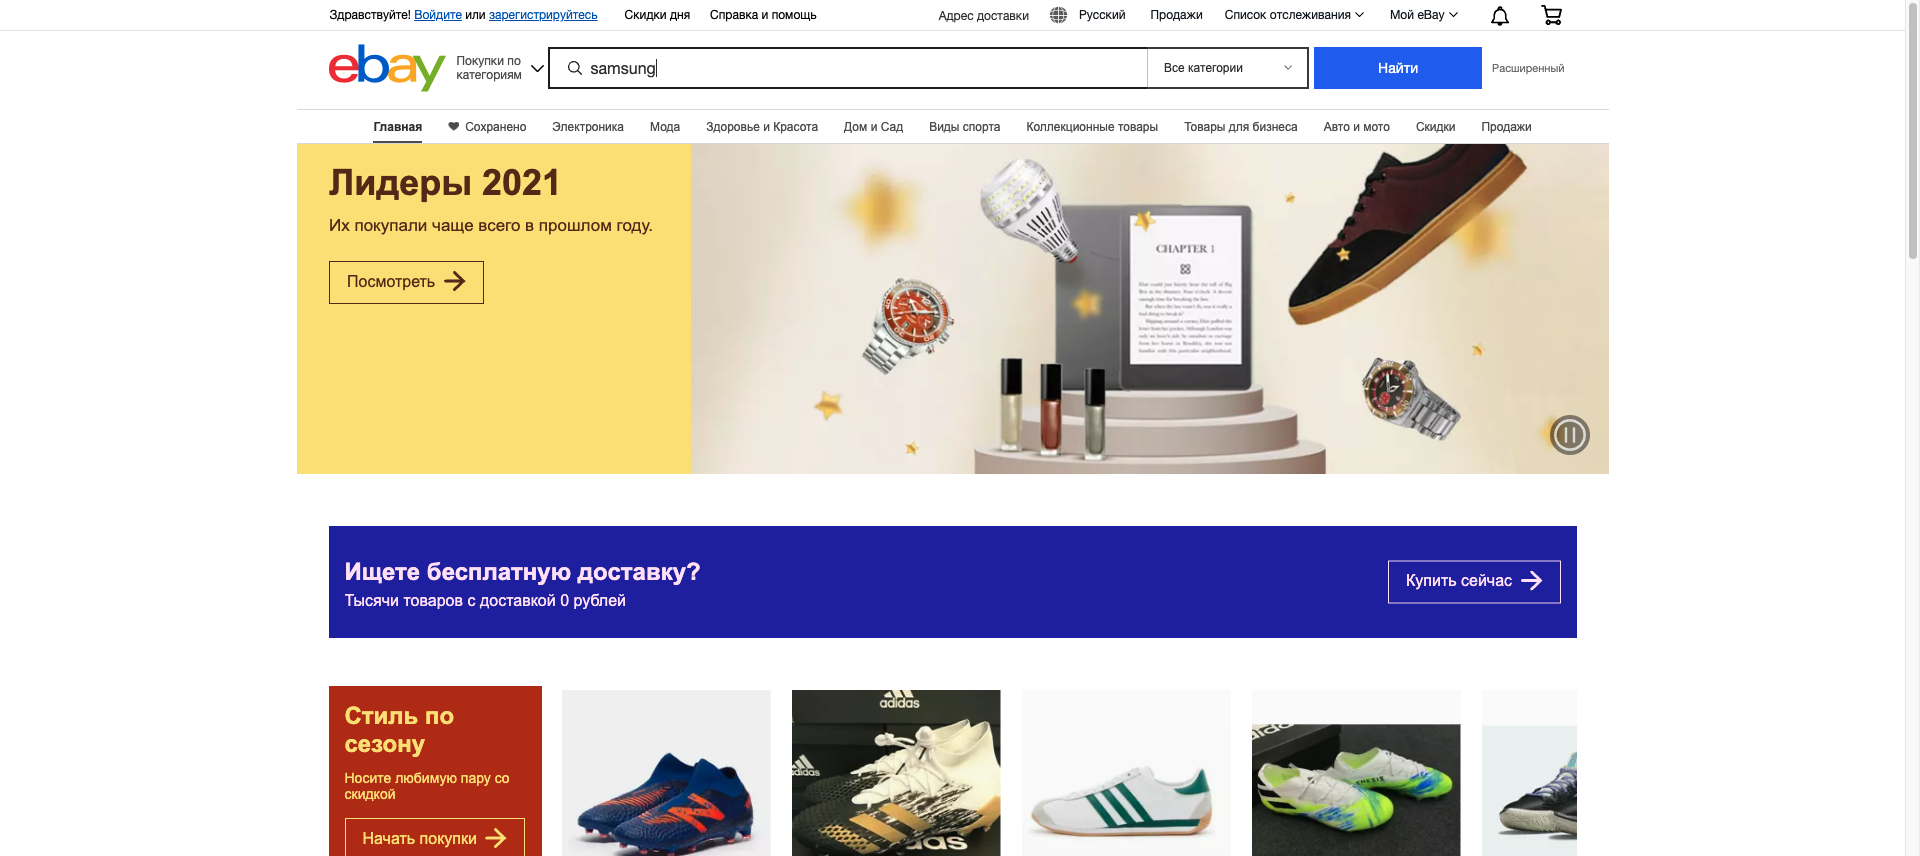 Здравствуйте! Войдите или зарегистрируйтесь
Скидки дня
Справка и помощь
Адрес доставки
Русский
Продажи
Список отслеживания
Мой eBay
ebay
Покупки по
категориям
samsung
Все категории
Найти
Расширенный
Главная
Сохранено
Электроника
Мода
Здоровье и Красота
Дом и Сад
Виды спорта
Коллекционные товары
Товары для бизнеса
Авто и мото
Скидки
Продажи
Лидеры 2021
Их покупали чаще всего в прошлом году.
Посмотреть
CHAPTER 1
Ищете бесплатную доставку?
Тысячи товаров с доставкой 0 рублей
Купить сейчас
Стиль по
сезону
Носите любимую пару со
скидкой
Начать покупки
adidas
adidas
adidas